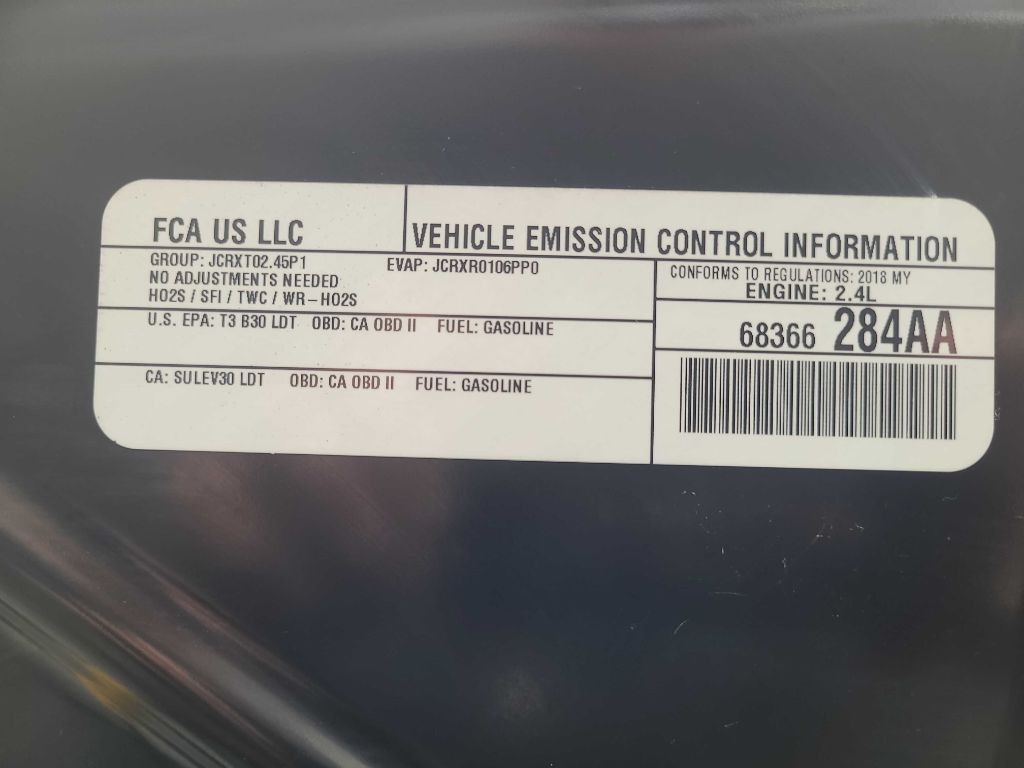 FCA US LLC
VEHICLE EMISSION CONTROL INFORMATION
GROUP: JCRXT02.45P1 EVAP: JCRXR0106PP0
NO ADJUSTMENTS NEEDED
HO2S / SFI / TWC / WR-HO2S
CONFORMS TO REGULATIONS: 2018 MY
ENGINE: 2.4L
U.S. EPA: T3 B30 LDT OBD: CA OBD II FUEL: GASOLINE
68366 284AA
CA: SULEV30 LDT OBD: CA OBD II FUEL: GASOLINE